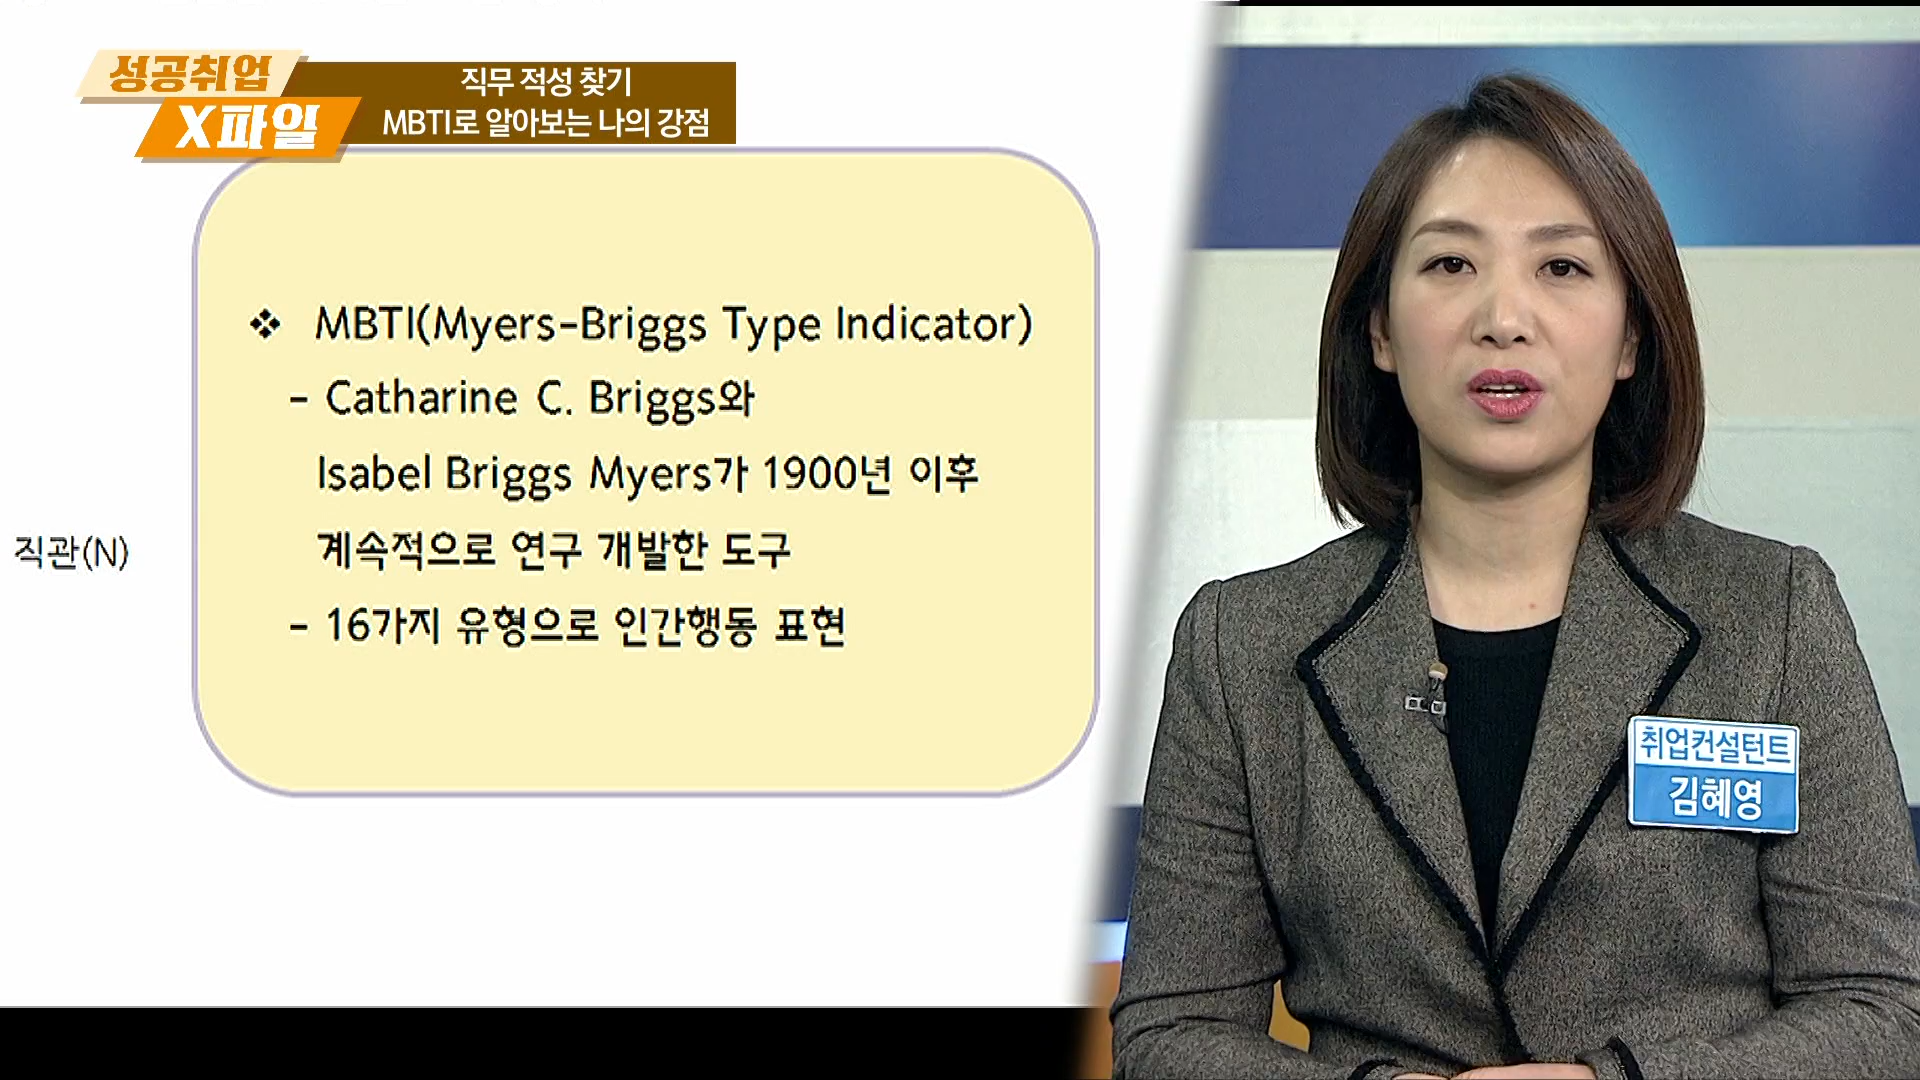 성공취업
X파일
직무 적성 찾기
MBTI로 알아보는 나의 강점
❖ MBTI(Myers-Briggs Type Indicator)
- Catharine C. Briggs와
Isabel Briggs Myers가 1900년 이후
계속적으로 연구 개발한 도구
- 16가지 유형으로 인간행동 표현
직관(N)
취업컨설턴트
김혜영